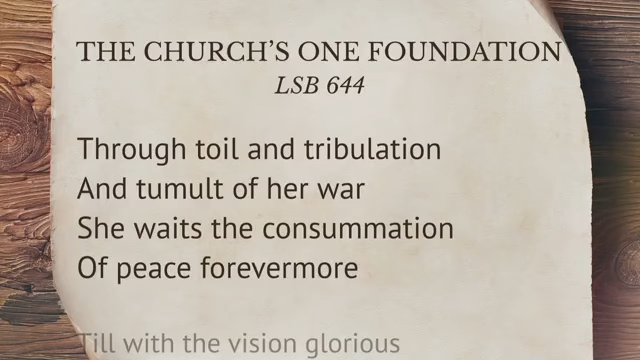 THE CHURCH’S ONE FOUNDATION
LSB 644
Through toil and tribulation
And tumult of her war
She waits the consummation
Of peace forevermore
Till with the vision glorious